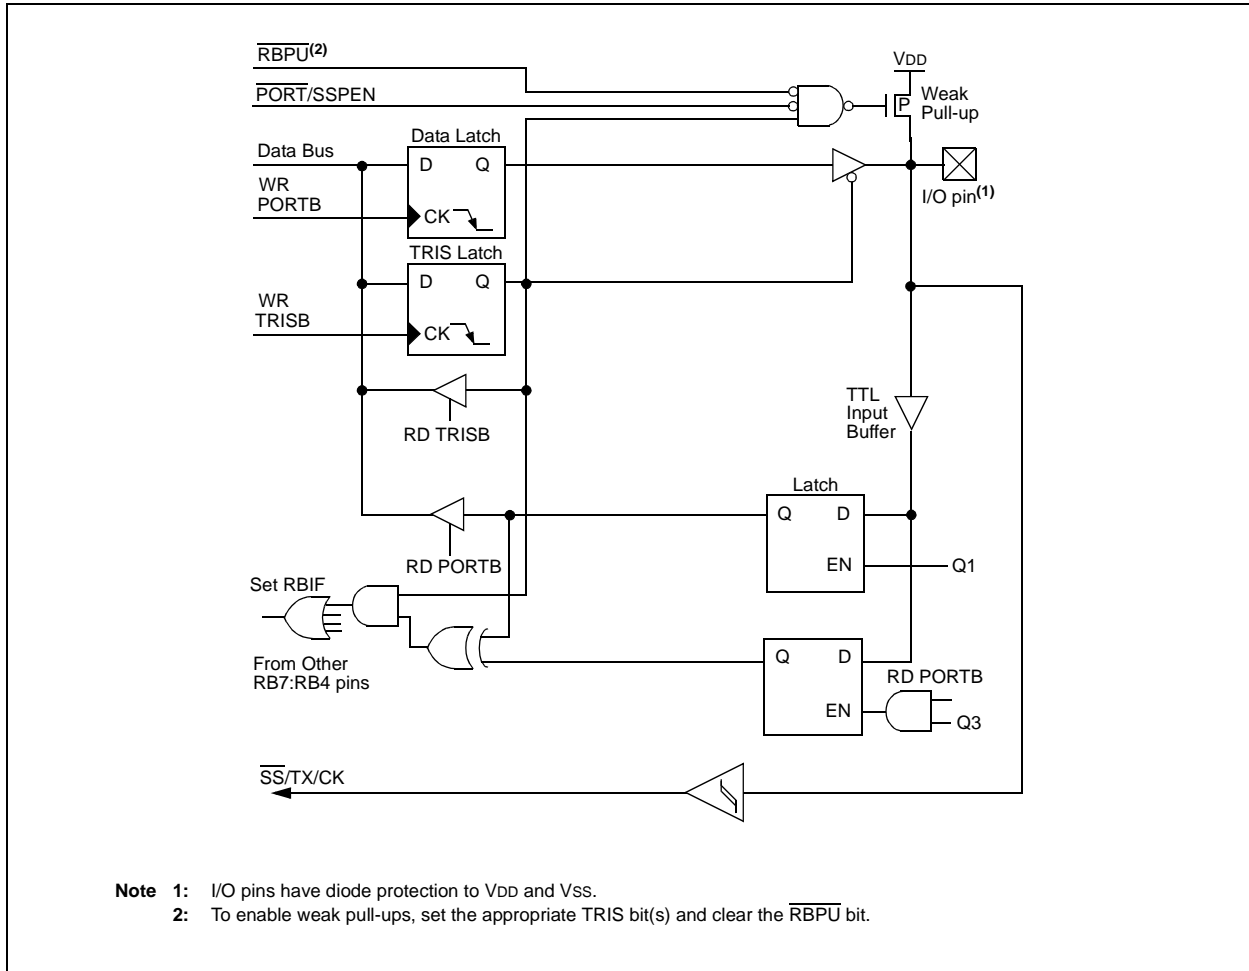 RBPU(2)
PORT/SSPEN
VDD
P
Weak
Pull-up
Data Latch
Data Bus
D Q
WR
PORTB
CK
I/O pin(1)
TRIS Latch
D Q
WR
TRISB
CK
TTL
Input
Buffer
RD TRISB
Latch
Q D
EN
Q1
RD PORTB
Set RBIF
From Other
RB7:RB4 pins
Q D
RD PORTB
EN
Q3
SS/TX/CK
Note 1: I/O pins have diode protection to VDD and VSS.
2: To enable weak pull-ups, set the appropriate TRIS bit(s) and clear the RBPU bit.